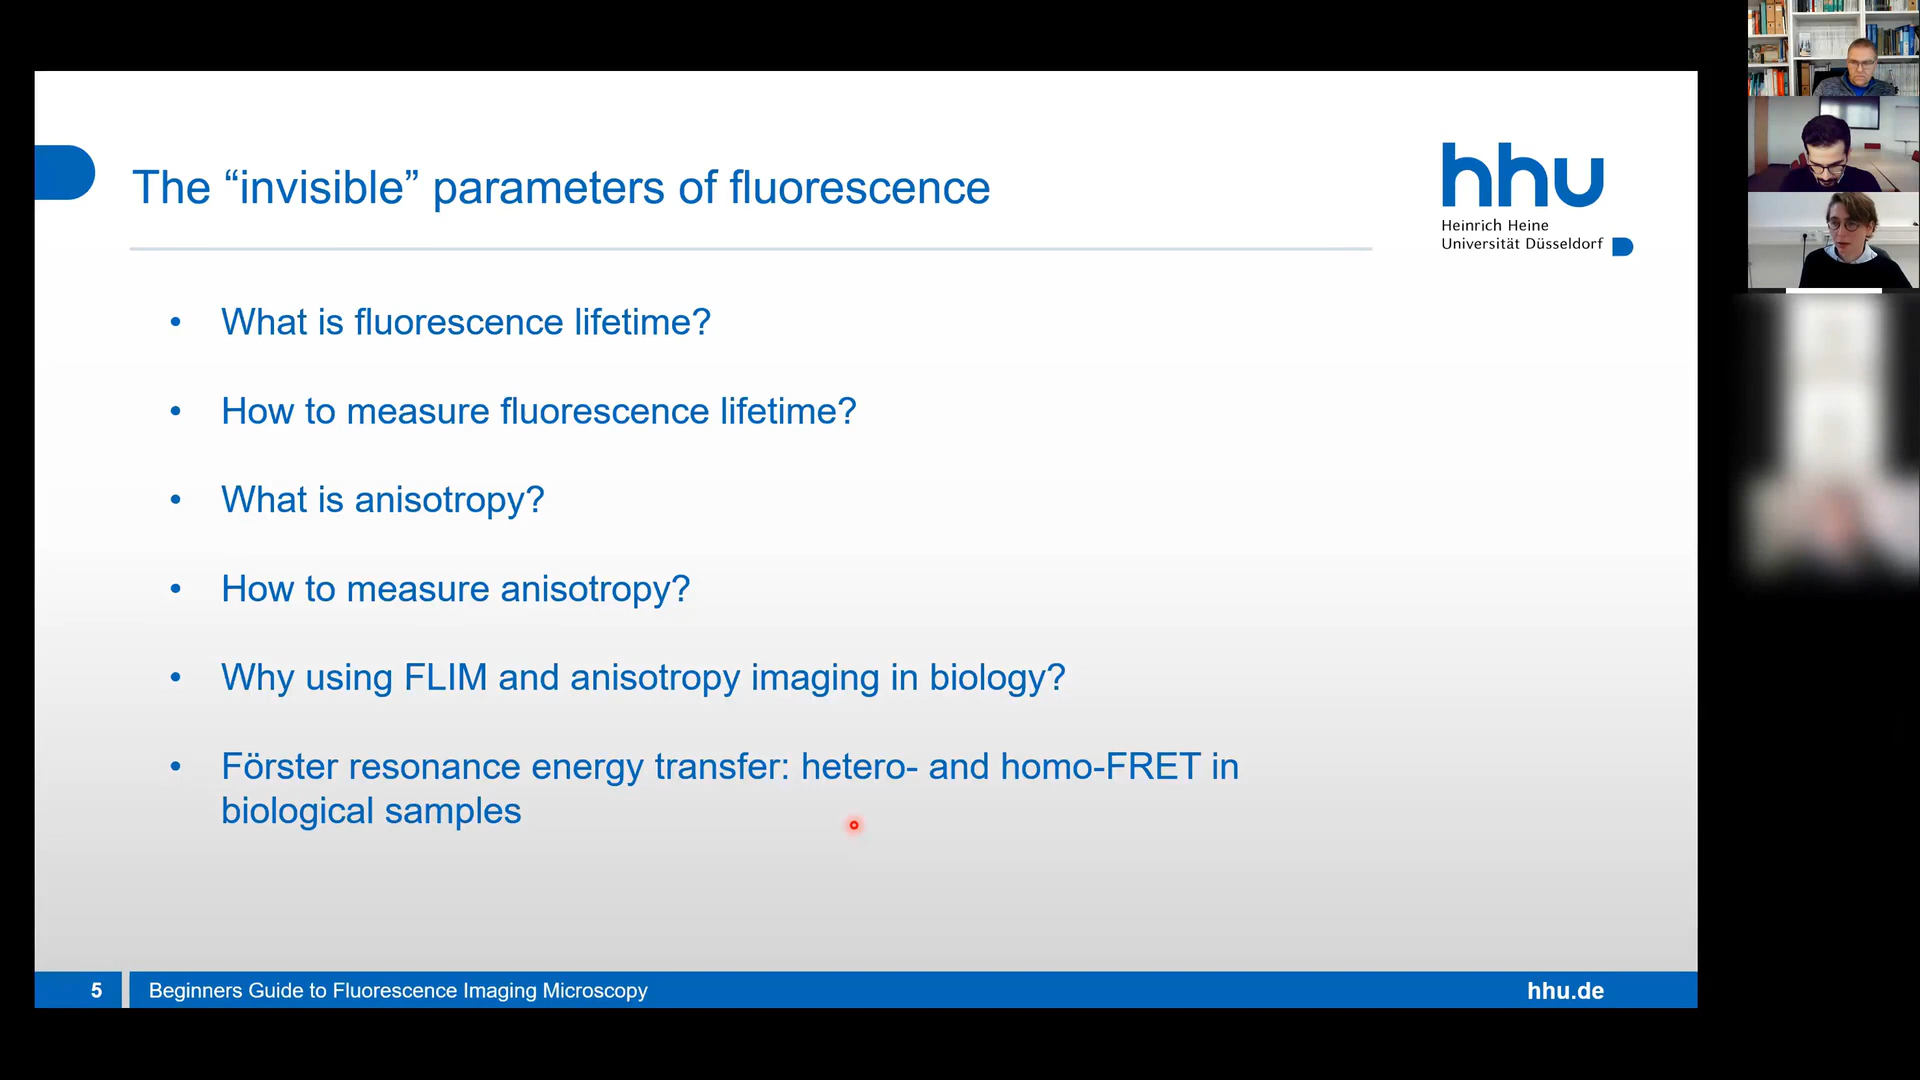 The “invisible” parameters of fluorescence
hhu
Heinrich Heine
Universität Düsseldorf
• What is fluorescence lifetime?
• How to measure fluorescence lifetime?
• What is anisotropy?
• How to measure anisotropy?
• Why using FLIM and anisotropy imaging in biology?
• Förster resonance energy transfer: hetero- and homo-FRET in
biological samples
5
Beginners Guide to Fluorescence Imaging Microscopy
hhu.de